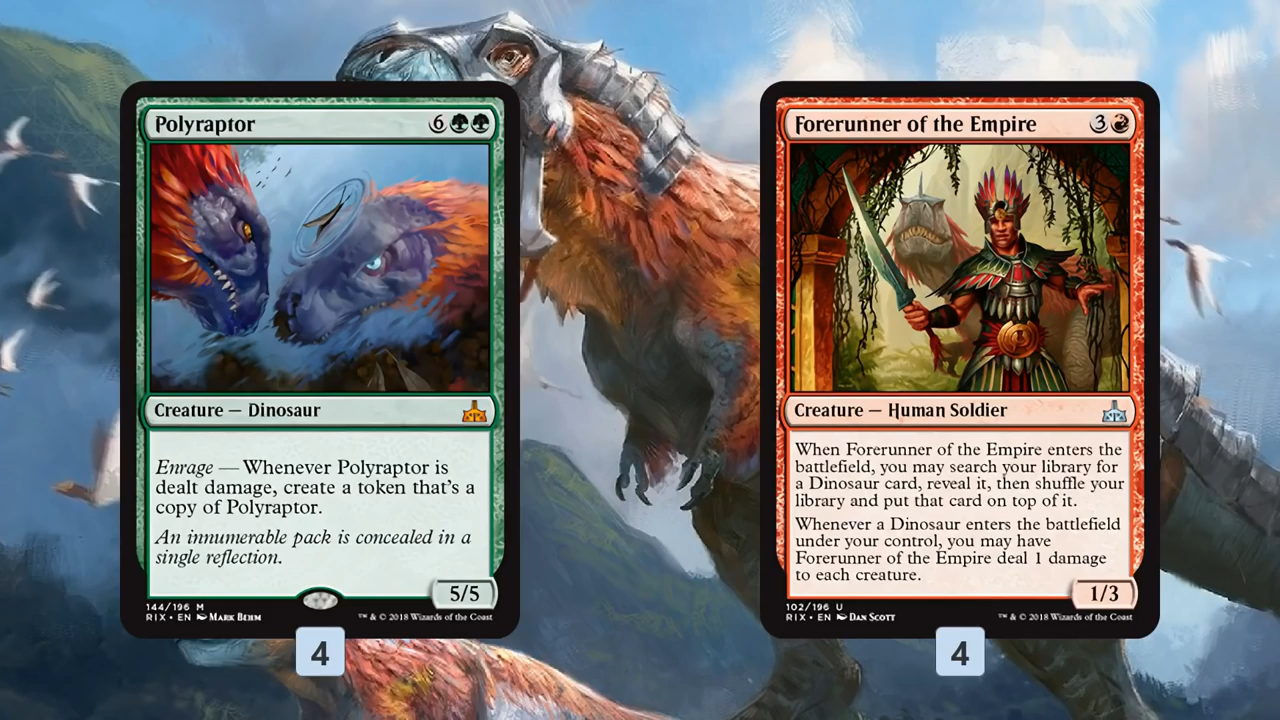 Polyraptor
6
Creature — Dinosaur
Enrage — Whenever Polyraptor is
dealt damage, create a token that's a
copy of Polyraptor.
An innumerable pack is concealed in a
single reflection.
5/5
144/196 M
RIX • EN Mark Behm
™ & © 2018 Wizards of the Coast
4
Forerunner of the Empire
3
Creature — Human Soldier
When Forerunner of the Empire enters the
battlefield, you may search your library for
a Dinosaur card, reveal it, then shuffle your
library and put that card on top of it.
Whenever a Dinosaur enters the battlefield
under your control, you may have
Forerunner of the Empire deal 1 damage
to each creature.
1/3
102/196 U
RIX • EN Dan Scott
™ & © 2018 Wizards of the Coast
4